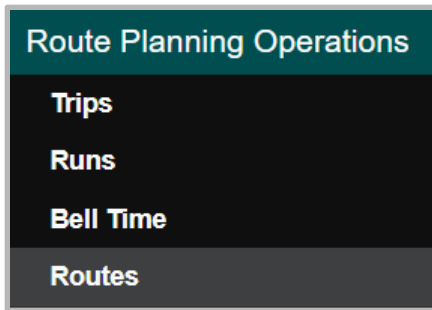 Route Planning Operations
Trips
Runs
Bell Time
Routes